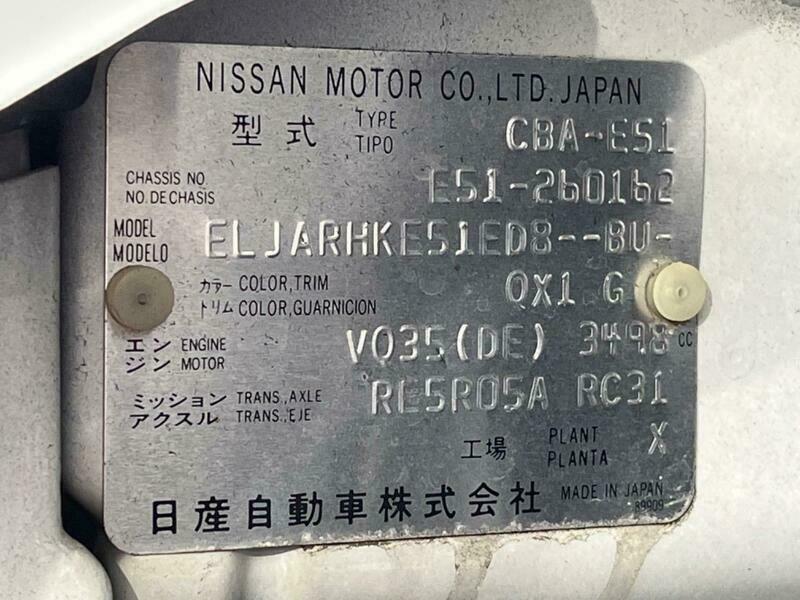 NISSAN MOTOR CO.,LTD. JAPAN
型式 TYPE TIPO CBA-E51
CHASSIS NO NO. DE CHASIS E51-260162
MODEL MODELO ELJARHKE51ED8--BU-
カラー COLOR,TRIM
トリム COLOR,GUARNICION QX1 G
エンジン ENGINE MOTOR VQ35(DE) 3498 CC
ミッション TRANS.,AXLE
アクスル TRANS.,EJE RE5R05A RC31
工場 PLANT PLANTA X
日産自動車株式会社 MADE IN JAPAN
89909